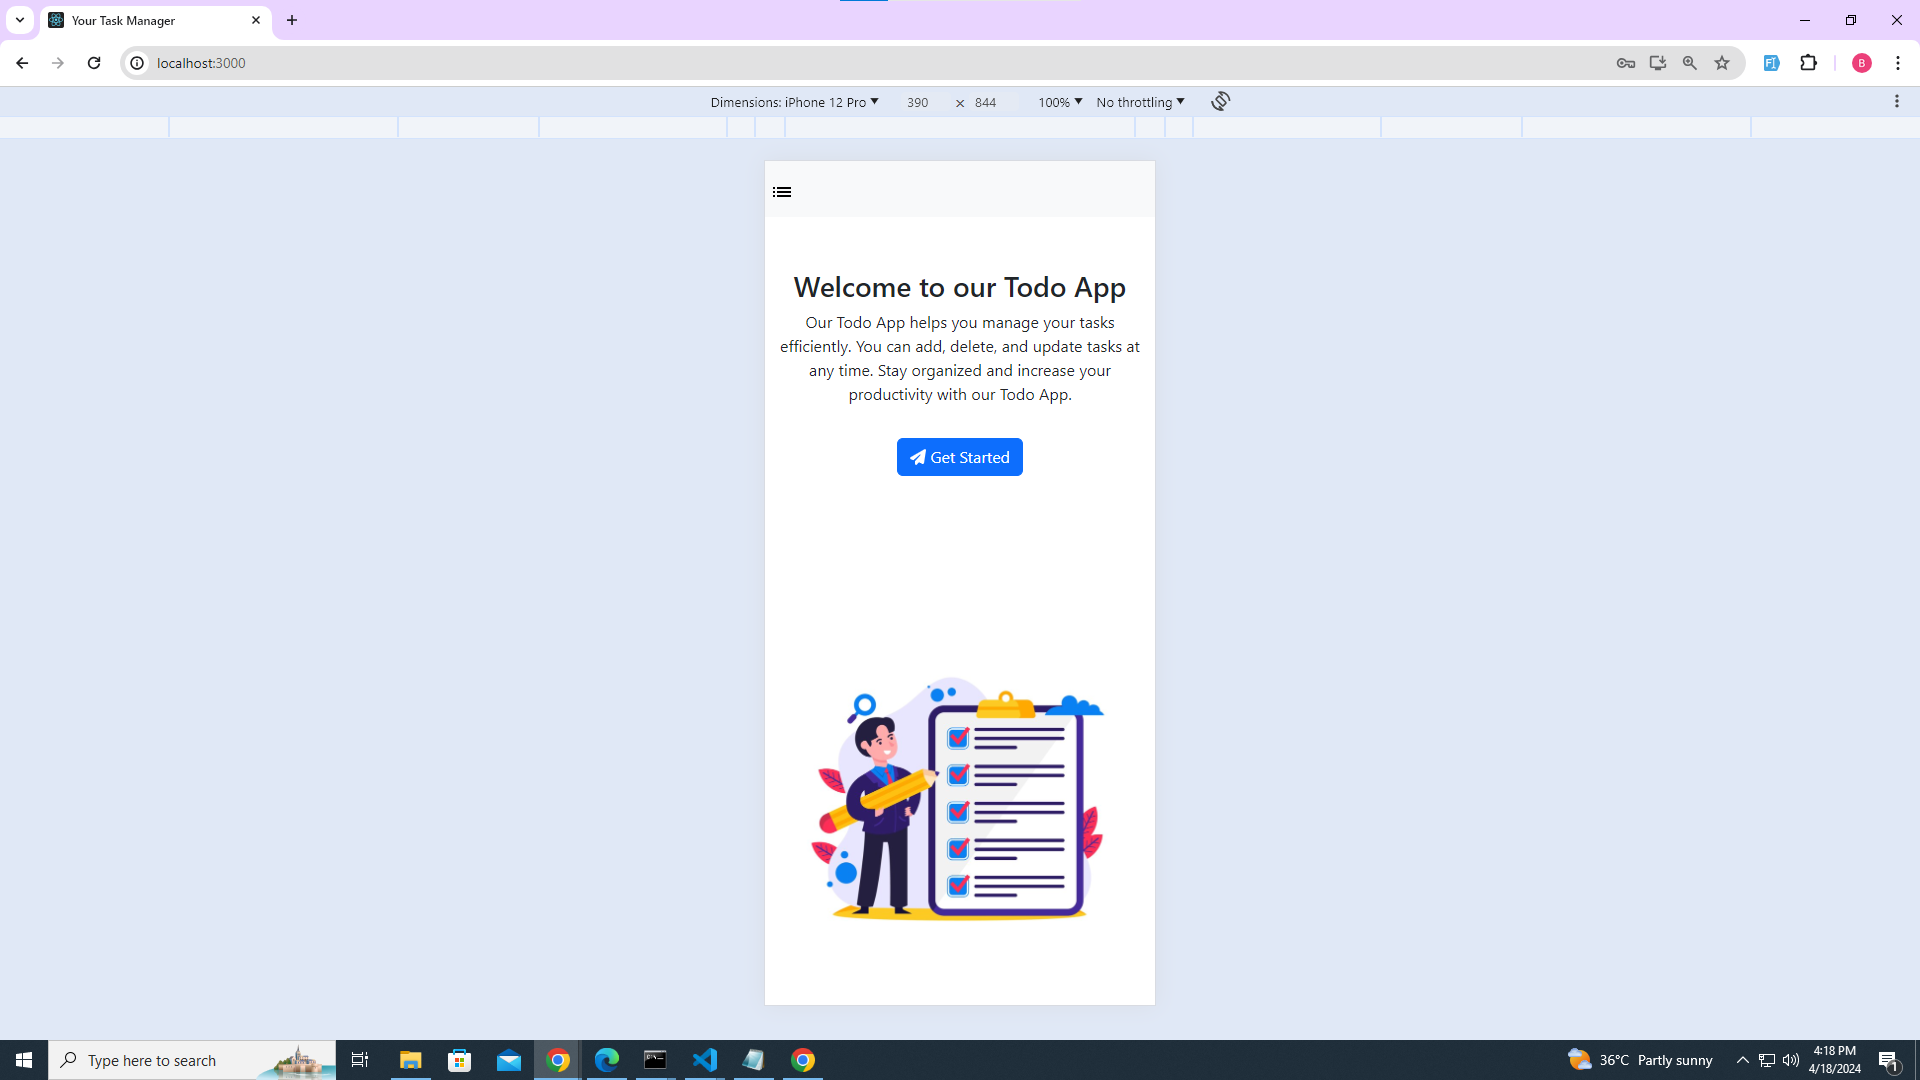 Your Task Manager
localhost:3000
B
Dimensions: iPhone 12 Pro 390 × 844 100% No throttling
Welcome to our Todo App
Our Todo App helps you manage your tasks
efficiently. You can add, delete, and update tasks at
any time. Stay organized and increase your
productivity with our Todo App.
Get Started
Type here to search
36°C Partly sunny
4:18 PM
4/18/2024
1